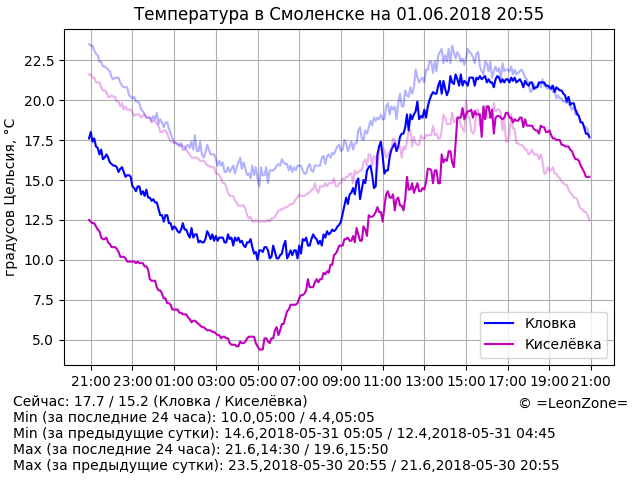 Температура в Смоленске на 01.06.2018 20:55
градусов Цельсия, °C
22.5
20.0
17.5
15.0
12.5
10.0
7.5
5.0
Кловка
Киселёвка
21:00 23:00 01:00 03:00 05:00 07:00 09:00 11:00 13:00 15:00 17:00 19:00 21:00
Сейчас: 17.7 / 15.2 (Кловка / Киселёвка)
© =LeonZone=
Min (за последние 24 часа): 10.0,05:00 / 4.4,05:05
Min (за предыдущие сутки): 14.6,2018-05-31 05:05 / 12.4,2018-05-31 04:45
Max (за последние 24 часа): 21.6,14:30 / 19.6,15:50
Max (за предыдущие сутки): 23.5,2018-05-30 20:55 / 21.6,2018-05-30 20:55